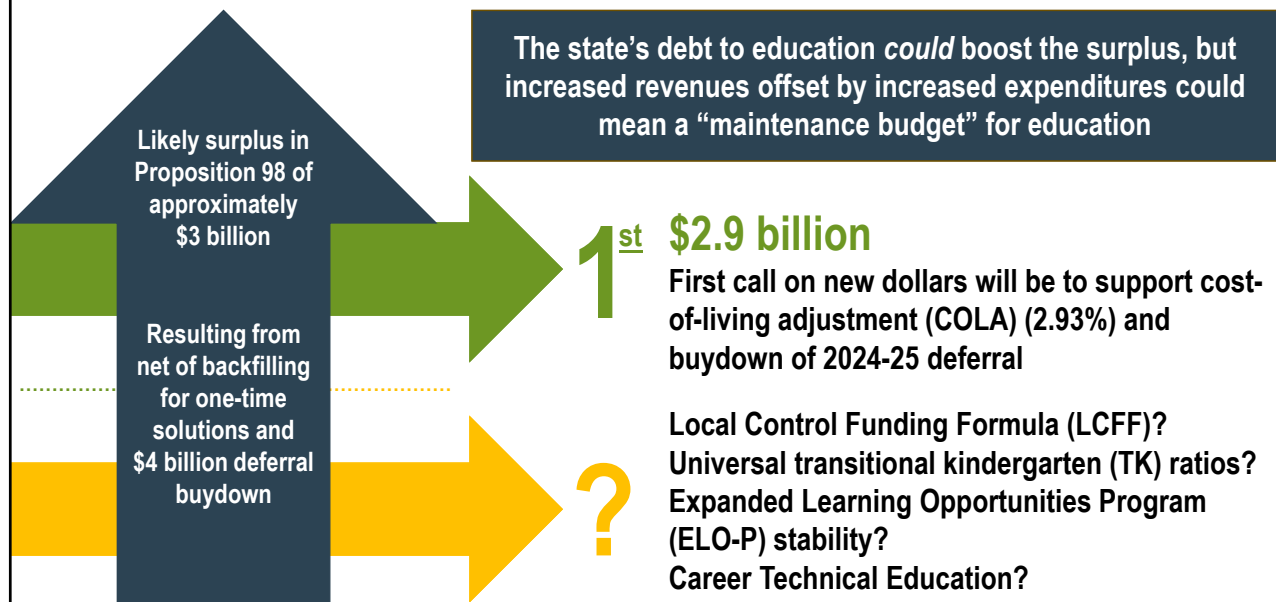 The state’s debt to education could boost the surplus, but
increased revenues offset by increased expenditures could
mean a “maintenance budget” for education
Likely surplus in
Proposition 98 of
approximately
$3 billion
Resulting from
net of backfilling
for one-time
solutions and
$4 billion deferral
buydown
1st
$2.9 billion
First call on new dollars will be to support cost-
of-living adjustment (COLA) (2.93%) and
buydown of 2024-25 deferral
?
Local Control Funding Formula (LCFF)?
Universal transitional kindergarten (TK) ratios?
Expanded Learning Opportunities Program
(ELO-P) stability?
Career Technical Education?